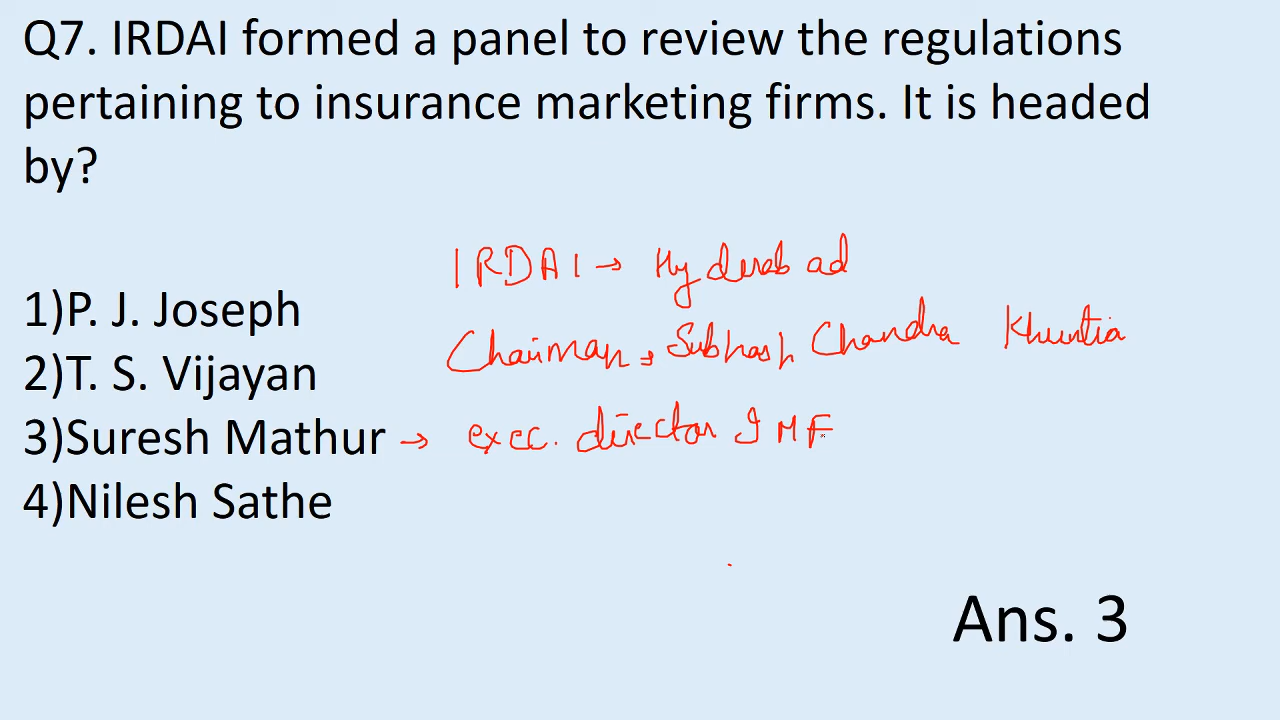 Q7. IRDAI formed a panel to review the regulations
pertaining to insurance marketing firms. It is headed
by?
IRDAI → Hyderabad
1)P. J. Joseph
Chairman → Subhash Chandra Khuntia
2)T. S. Vijayan
3)Suresh Mathur → exec. director IMF
4)Nilesh Sathe
Ans. 3